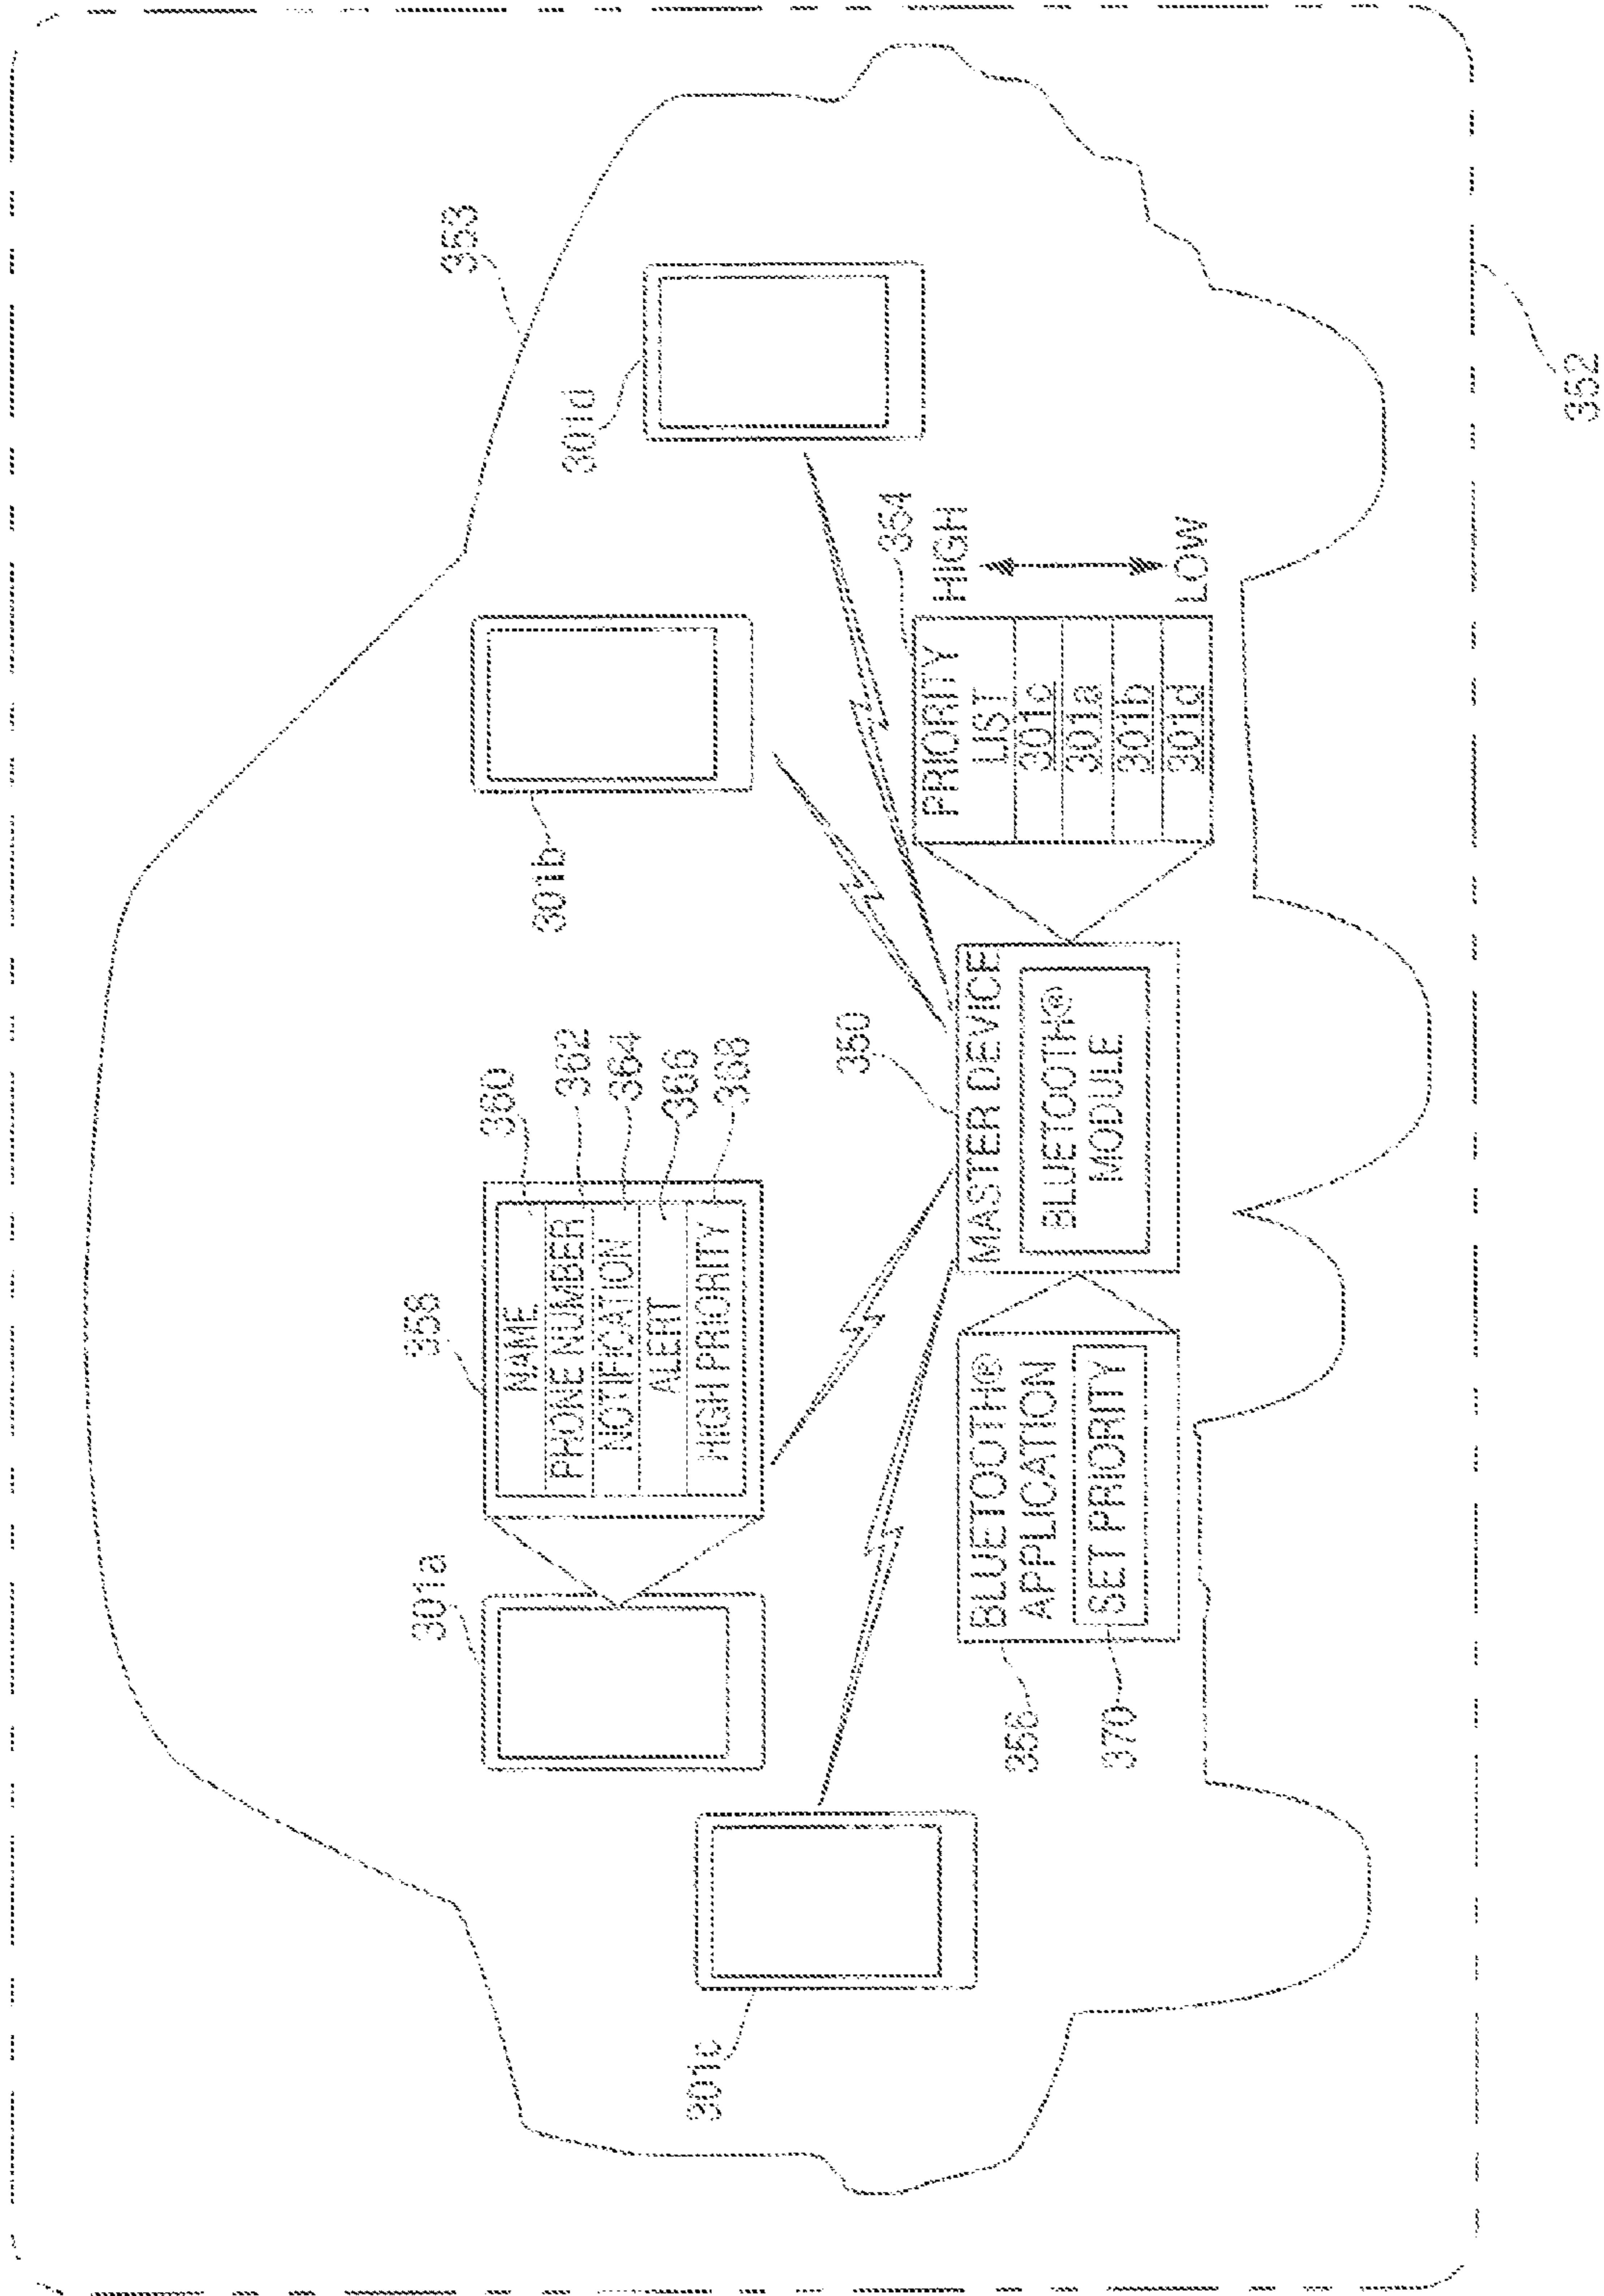 353
301d
301b
360
362
364
366
368
358
NAME
PHONE NUMBER
NOTIFICATION
ALERT
HIGH PRIORITY
301a
301c
354
HIGH
LOW
PRIORITY
LIST
301c
301a
301b
301d
350
MASTER DEVICE
BLUETOOTH®
MODULE
BLUETOOTH®
APPLICATION
SET PRIORITY
356
370
352